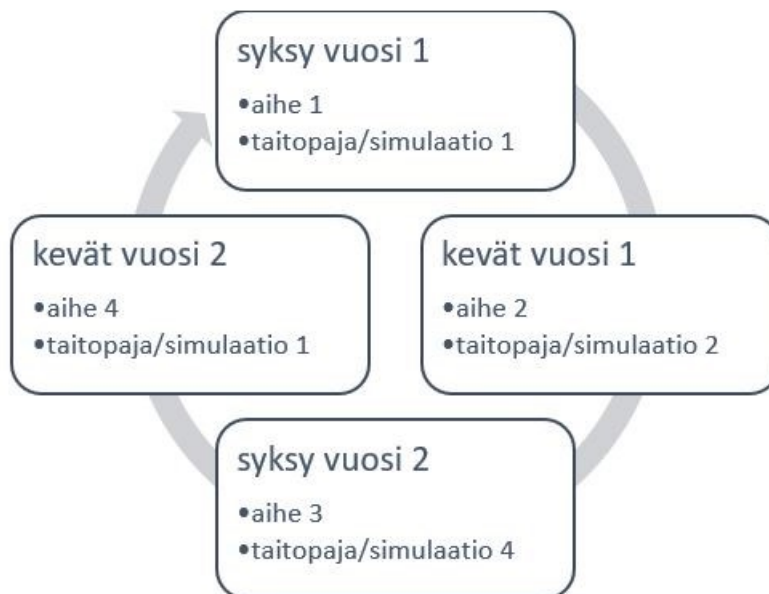 syksy vuosi 1
•aihe 1
•taitopaja/simulaatio 1
kevät vuosi 1
•aihe 2
•taitopaja/simulaatio 2
syksy vuosi 2
•aihe 3
•taitopaja/simulaatio 4
kevät vuosi 2
•aihe 4
•taitopaja/simulaatio 1